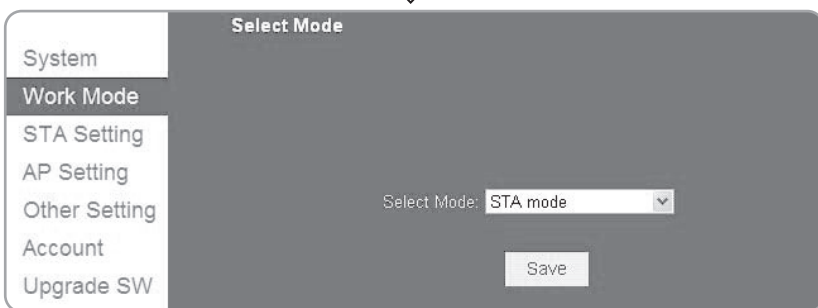 Select Mode
System
Work Mode
STA Setting
AP Setting
Other Setting
Account
Upgrade SW
Select Mode: STA mode
Save